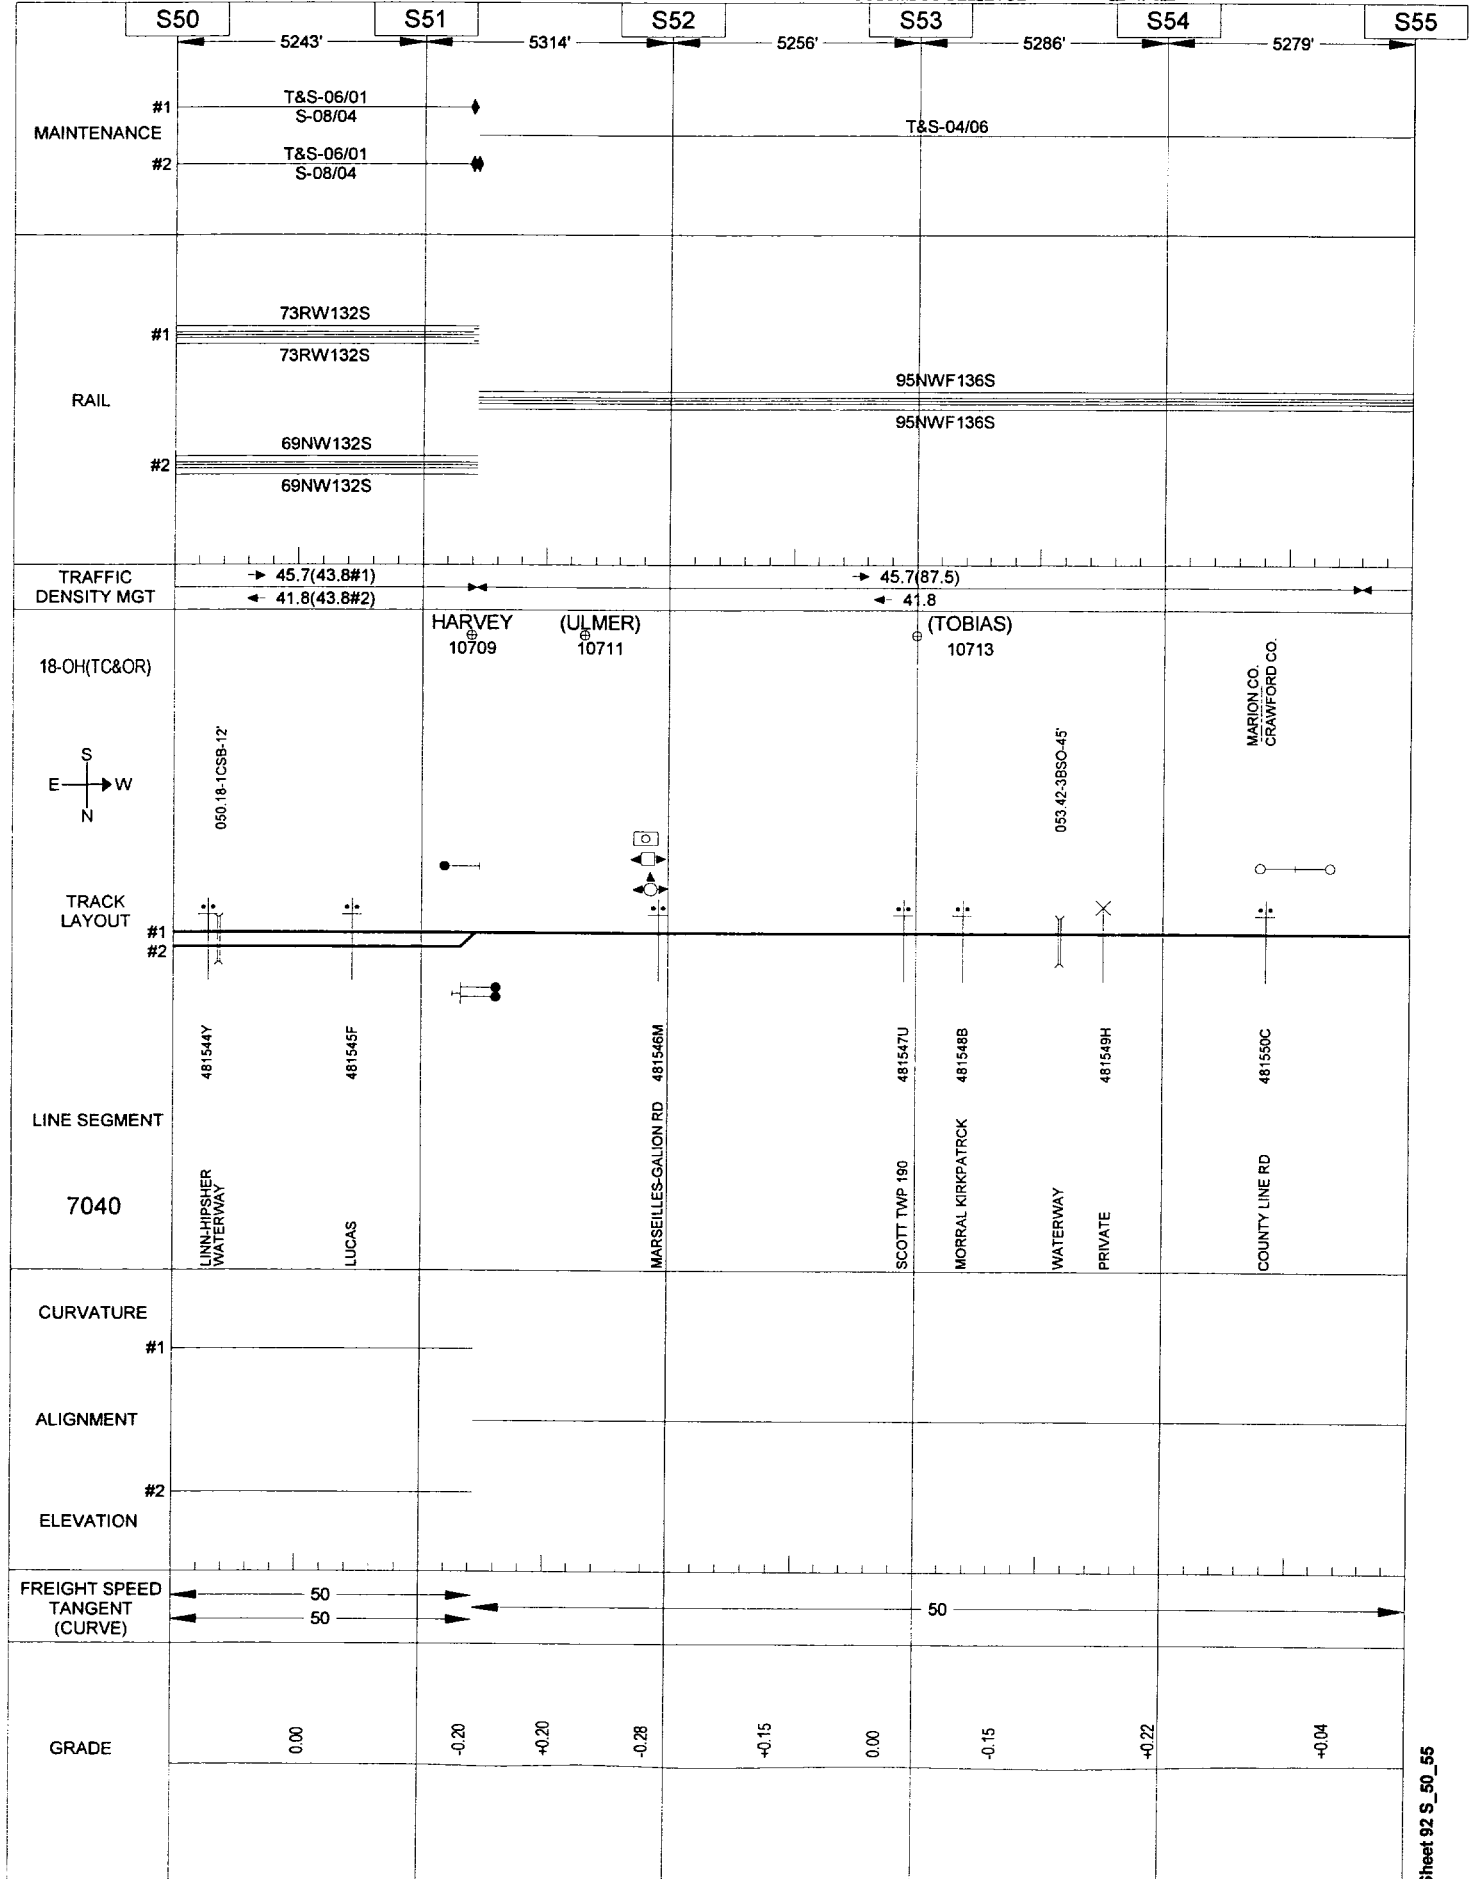 S50 S51 S52 S53 S54 S55
5243' 5314' 5256' 5286' 5279'
MAINTENANCE
#1
T&S-06/01
S-08/04
T&S-04/06
#2
T&S-06/01
S-08/04
RAIL
#1
73RW132S
73RW132S
95NWF136S
95NWF136S
#2
69NW132S
69NW132S
TRAFFIC
DENSITY MGT
45.7(43.8#1)
41.8(43.8#2)
45.7(87.5)
41.8
18-OH(TC&OR)
HARVEY
10709
(ULMER)
10711
(TOBIAS)
10713
MARION CO.
CRAWFORD CO.
S
E W
N
050.18-1CSB-12'
053.42-3BSO-45'
TRACK
LAYOUT
#1
#2
LINE SEGMENT
7040
LINN-HIPSHER 481544Y
WATERWAY
LUCAS 481545F
MARSEILLES-GALION RD 481546M
SCOTT TWP 190 481547U
MORRAL KIRKPATRCK 481548B
WATERWAY
PRIVATE 481549H
COUNTY LINE RD 481550C
CURVATURE
#1
ALIGNMENT
#2
ELEVATION
FREIGHT SPEED
TANGENT
(CURVE)
50
50
50
GRADE
0.00
-0.20
+0.20
-0.28
+0.15
0.00
-0.15
+0.22
+0.04
Sheet 92 S_50_55